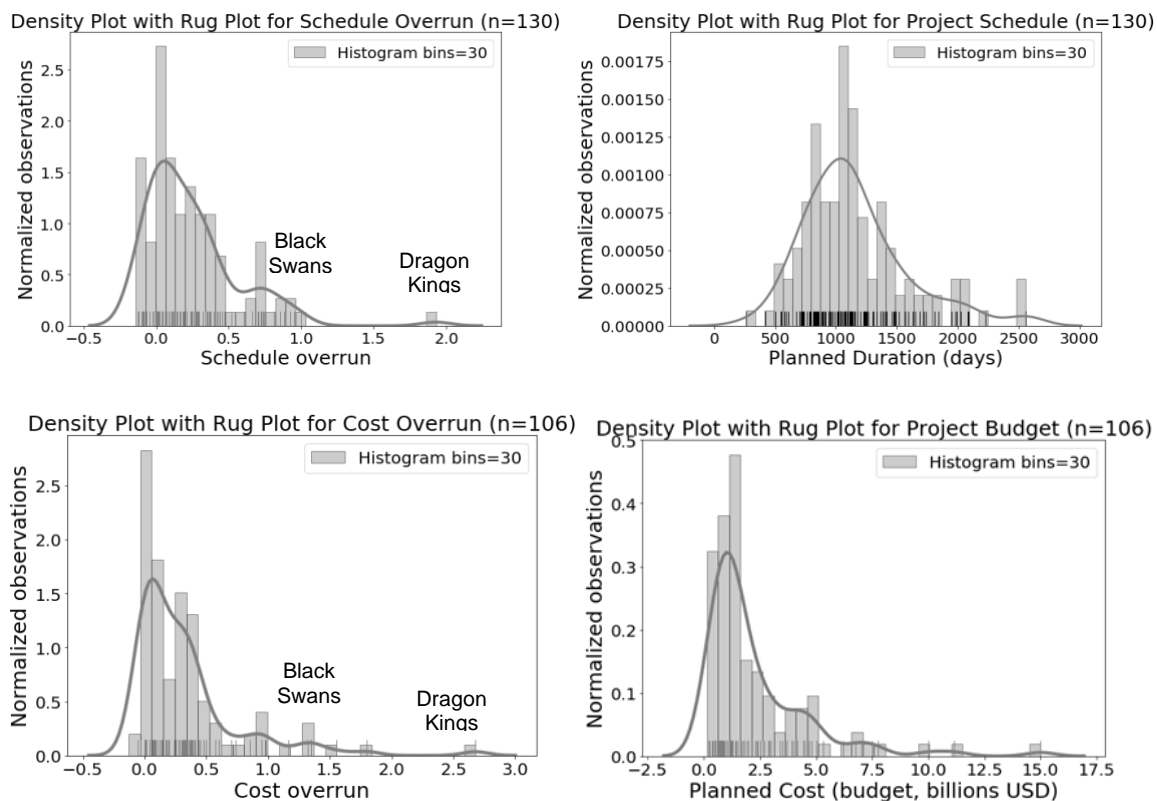 Density Plot with Rug Plot for Schedule Overrun (n=130)
Histogram bins=30
Normalized observations
2.5
2.0
1.5
1.0
0.5
0.0
Black
Swans
Dragon
Kings
−0.5 0.0 0.5 1.0 1.5 2.0
Schedule overrun
Density Plot with Rug Plot for Project Schedule (n=130)
Histogram bins=30
Normalized observations
0.00175
0.00150
0.00125
0.00100
0.00075
0.00050
0.00025
0.00000
0 500 1000 1500 2000 2500 3000
Planned Duration (days)
Density Plot with Rug Plot for Cost Overrun (n=106)
Histogram bins=30
Normalized observations
2.5
2.0
1.5
1.0
0.5
0.0
Black
Swans
Dragon
Kings
−0.5 0.0 0.5 1.0 1.5 2.0 2.5 3.0
Cost overrun
Density Plot with Rug Plot for Project Budget (n=106)
Histogram bins=30
Normalized observations
0.5
0.4
0.3
0.2
0.1
0.0
−2.5 0.0 2.5 5.0 7.5 10.0 12.5 15.0 17.5
Planned Cost (budget, billions USD)